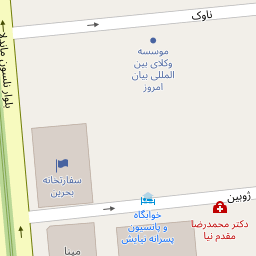 ناوک
موسسه
وکلای بین
المللی بیان
امروز
بلوار نلسون ماندلا
سفارتخانه
بحرین
ژوبین
خوابگاه
و پانسیون
پسرانه نیایش
دکتر محمدرضا
مقدم نیا
مینا